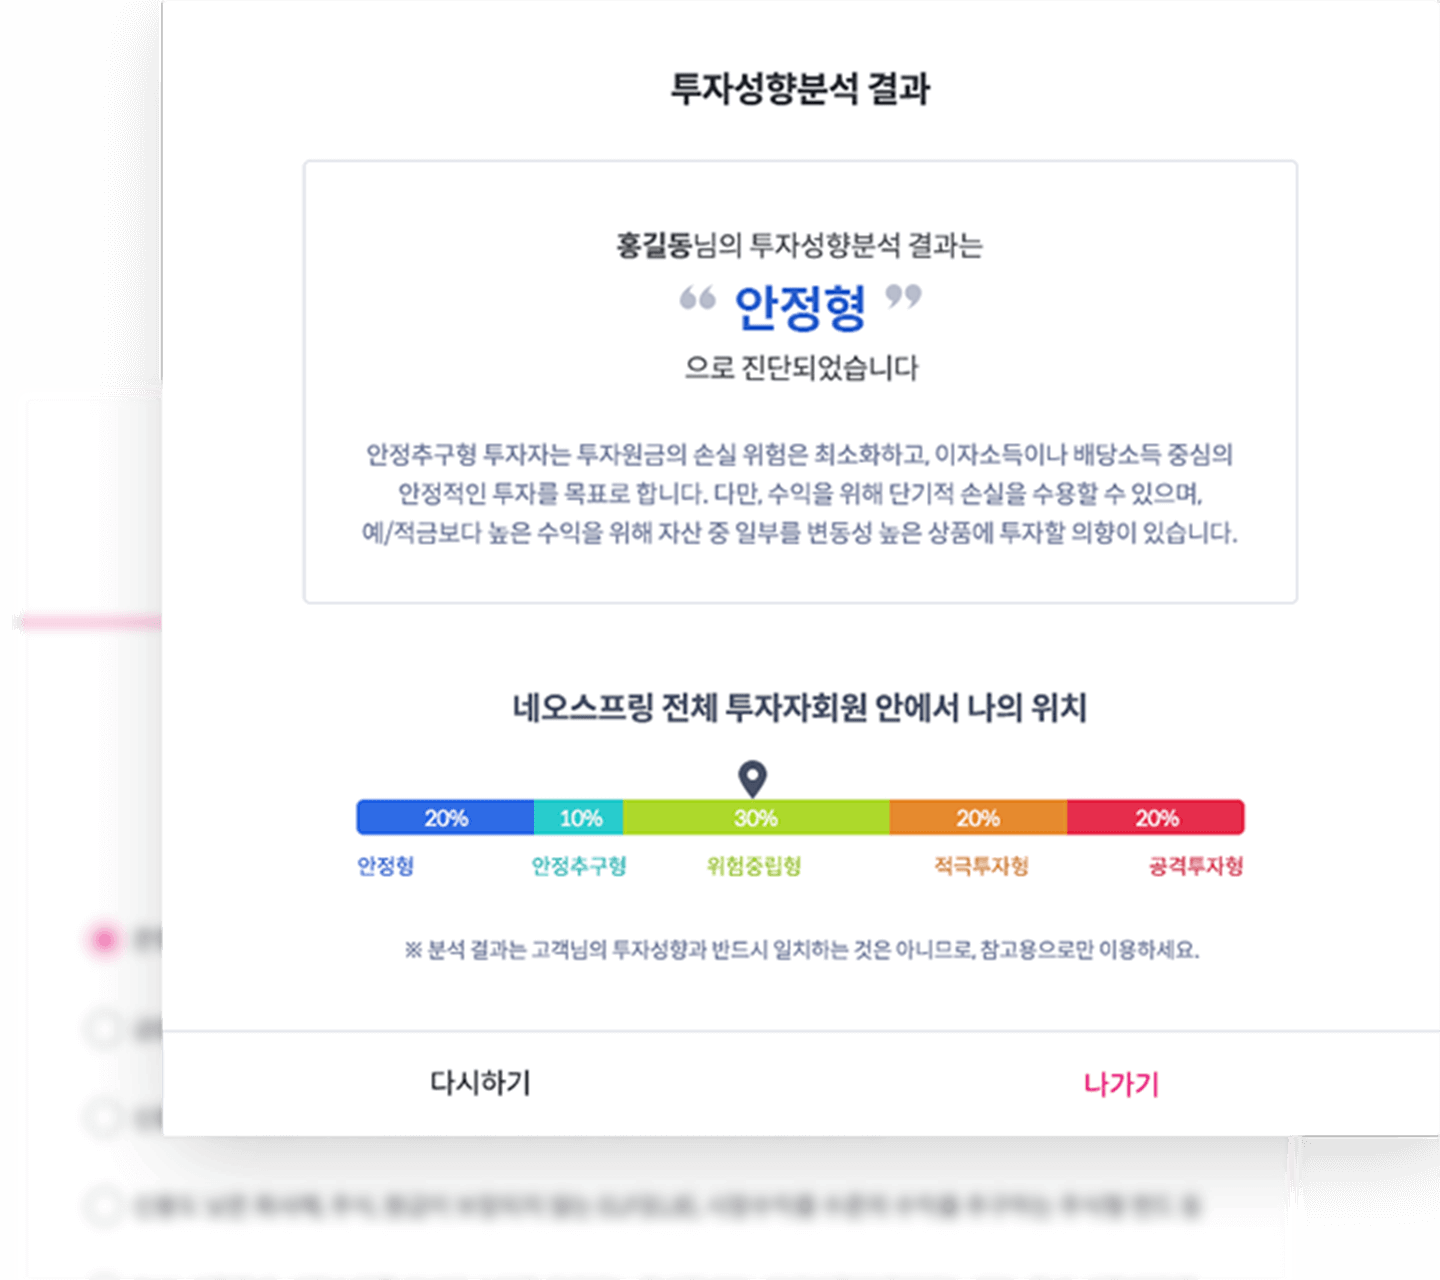 투자성향분석 결과
홍길동님의 투자성향분석 결과는
“ 안정형 ”
으로 진단되었습니다
안정추구형 투자자는 투자원금의 손실 위험은 최소화하고, 이자소득이나 배당소득 중심의
안정적인 투자를 목표로 합니다. 다만, 수익을 위해 단기적 손실을 수용할 수 있으며,
예/적금보다 높은 수익을 위해 자산 중 일부를 변동성 높은 상품에 투자할 의향이 있습니다.
네오스프링 전체 투자자회원 안에서 나의 위치
20% 10% 30% 20% 20%
안정형 안정추구형 위험중립형 적극투자형 공격투자형
※ 분석 결과는 고객님의 투자성향과 반드시 일치하는 것은 아니므로, 참고용으로만 이용하세요.
다시하기 나가기